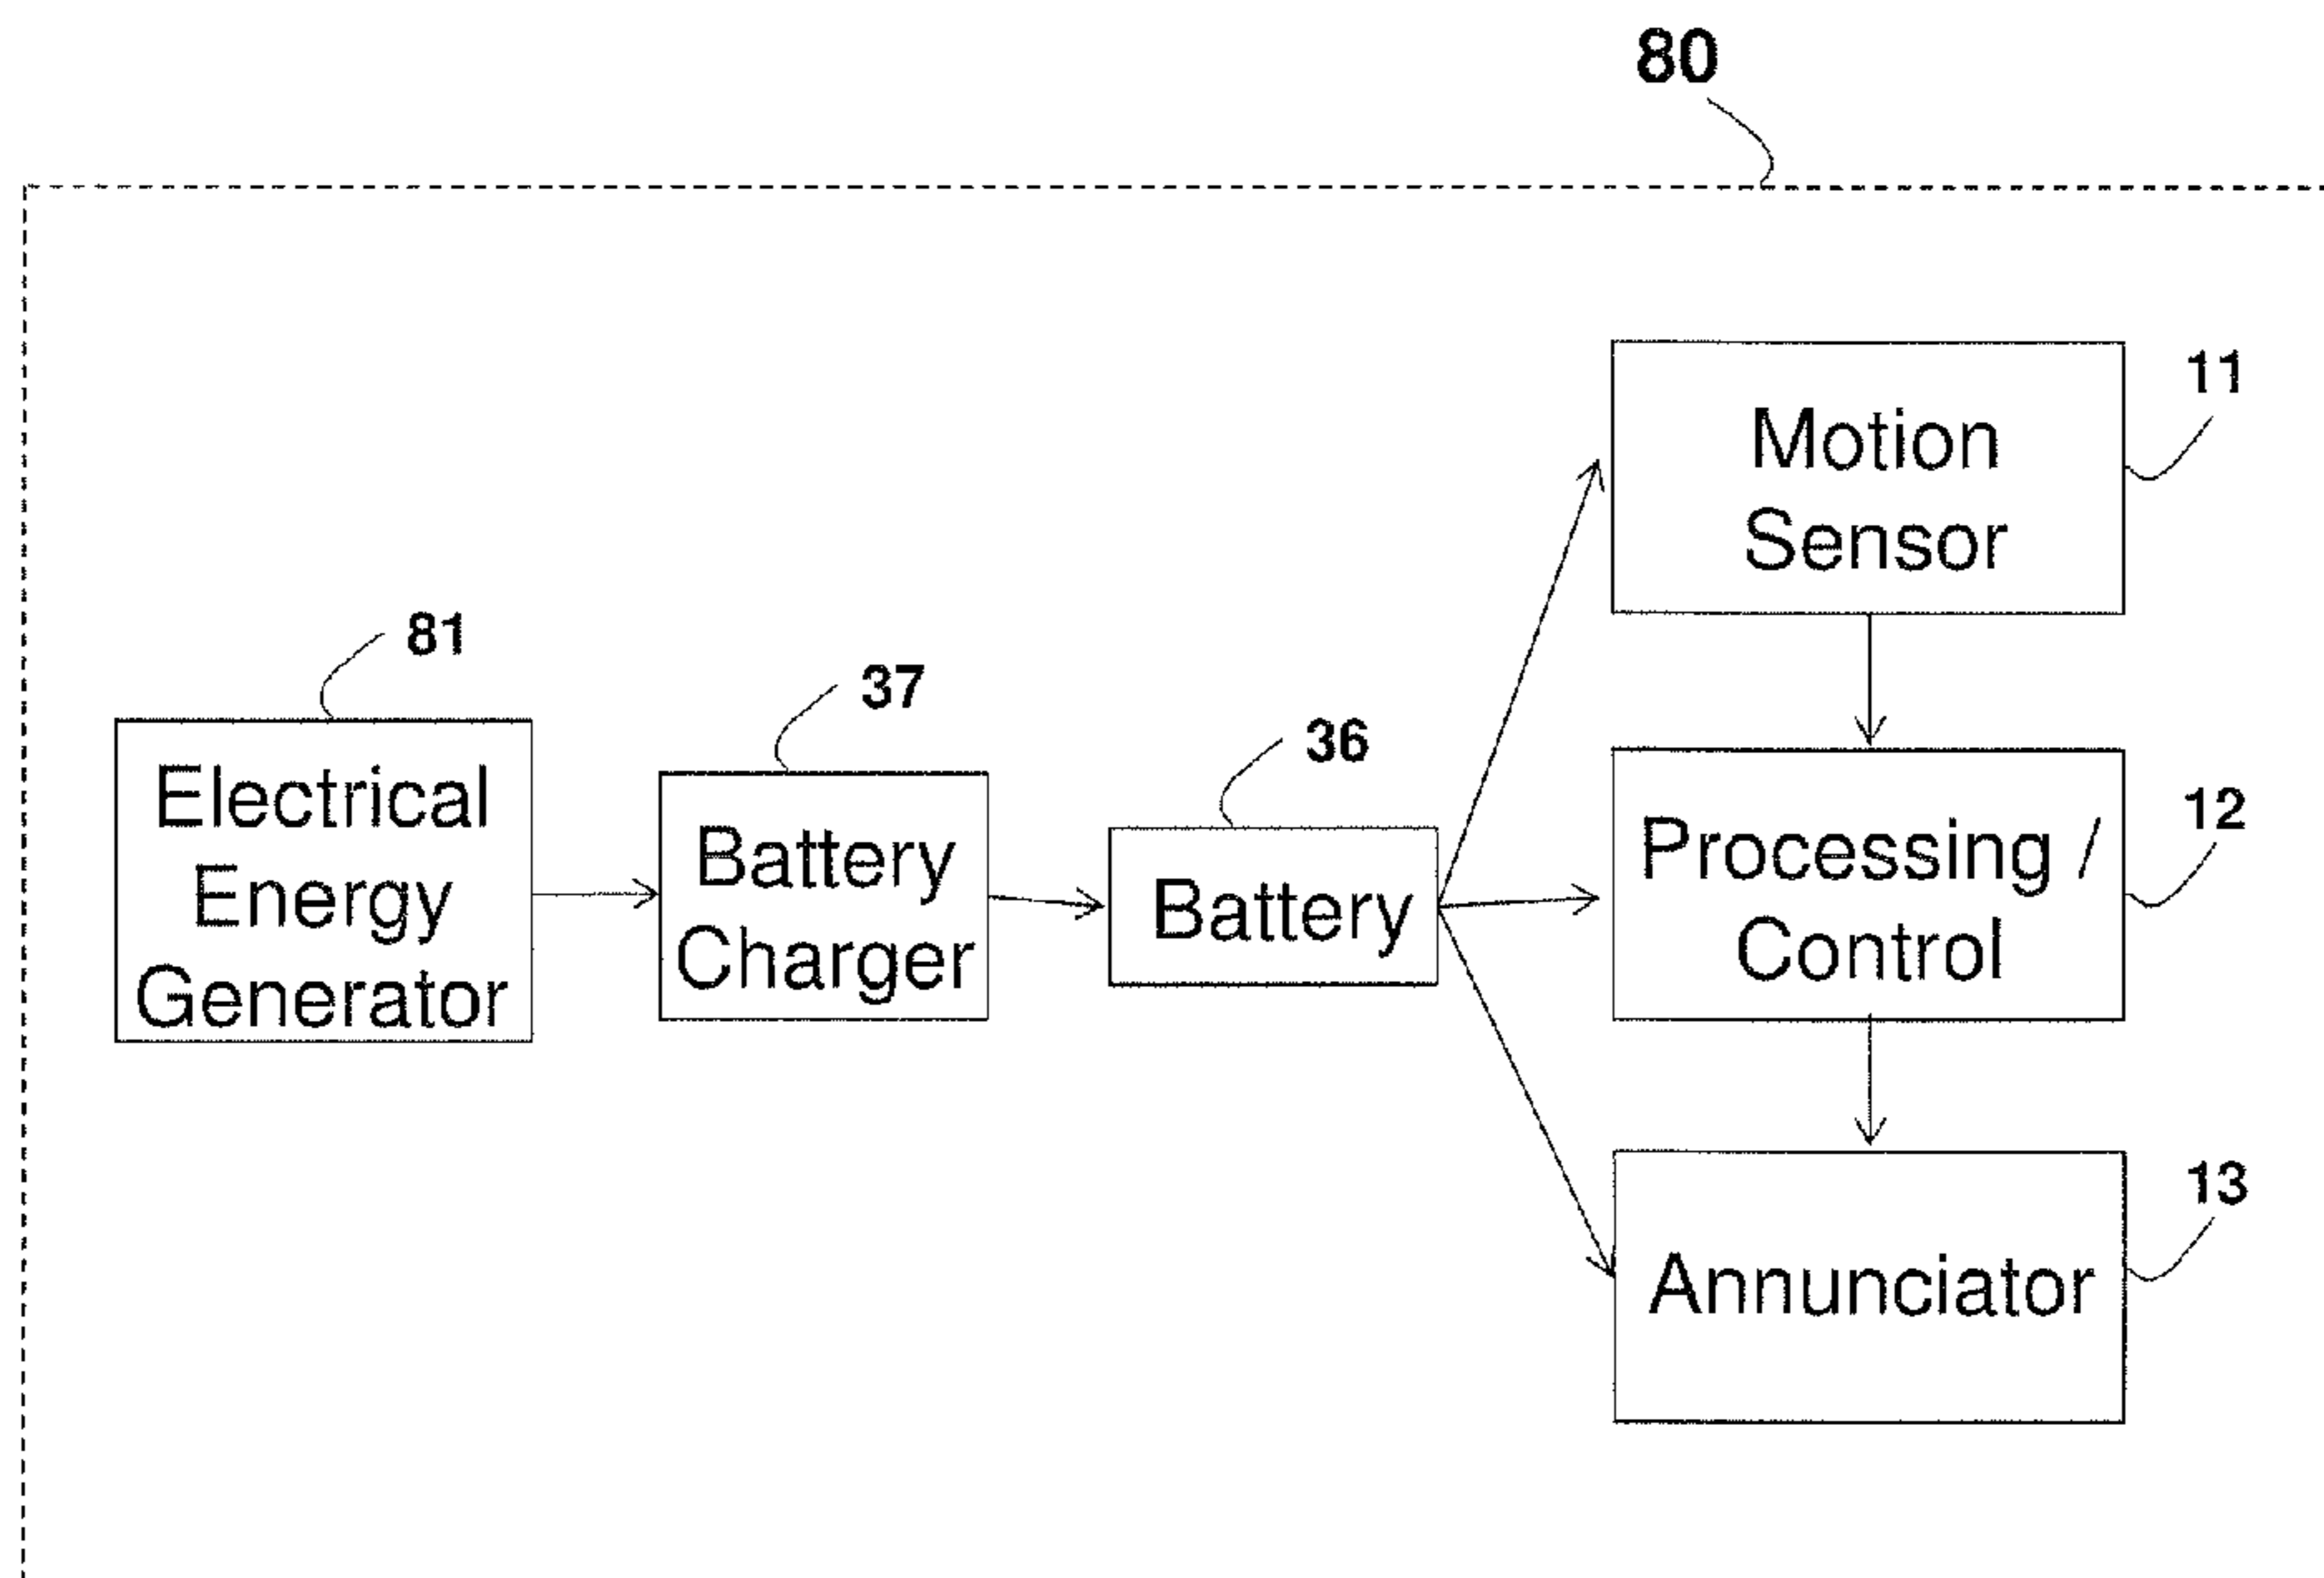 80
Motion
Sensor
11
81
Electrical
Energy
Generator
37
Battery
Charger
36
Battery
Processing /
Control
12
Annunciator
13